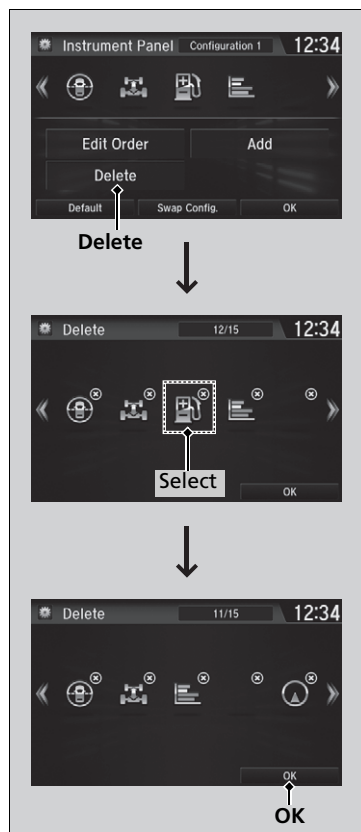 Instrument Panel Configuration 1 12:34
Edit Order Add
Delete
Default Swap Config. OK
Delete
Delete 12/15 12:34
Select
OK
Delete 11/15 12:34
OK
OK